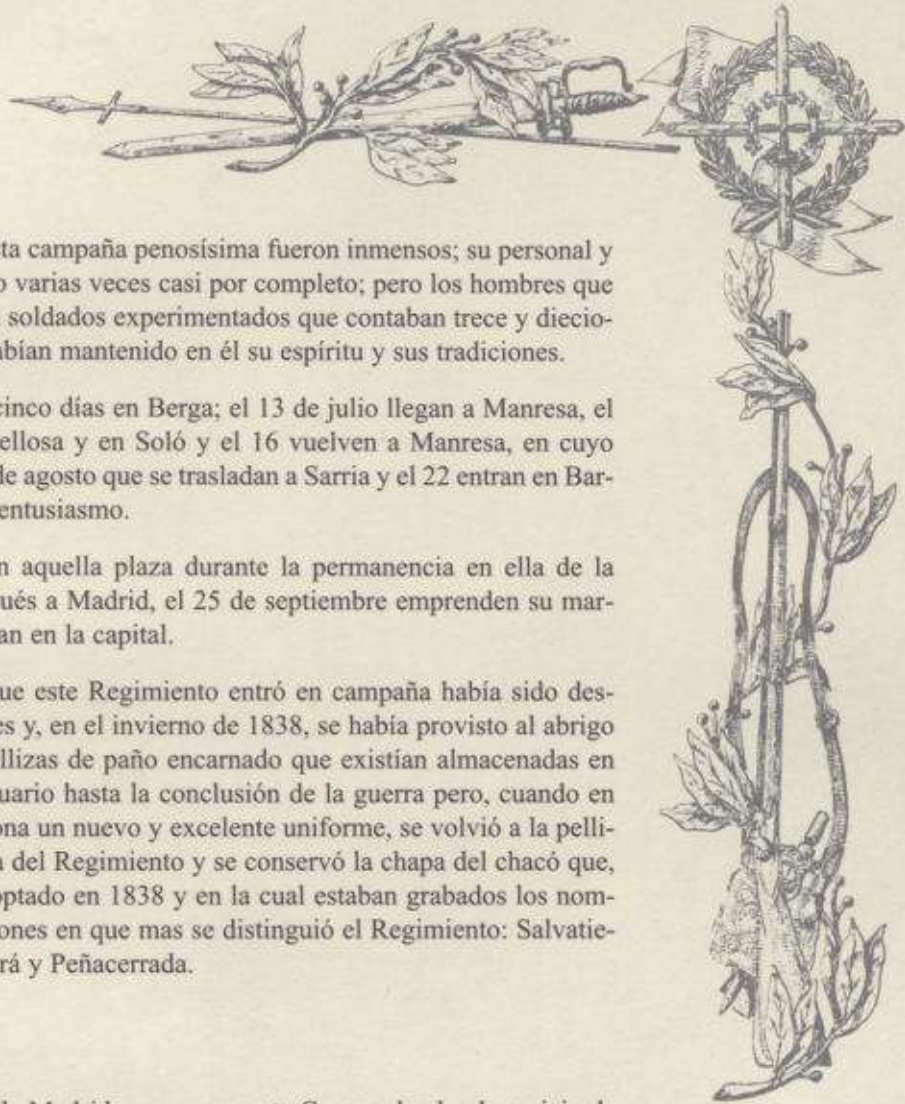 ta campaña penosísima fueron inmensos; su personal y
o varias veces casi por completo; pero los hombres que
soldados experimentados que contaban trece y diecio-
abían mantenido en él su espíritu y sus tradiciones.
cinco días en Berga; el 13 de julio llegan a Manresa, el
ellosa y en Soló y el 16 vuelven a Manresa, en cuyo
de agosto que se trasladan a Sarria y el 22 entran en Bar-
entusiasmo.
n aquella plaza durante la permanencia en ella de la
ués a Madrid, el 25 de septiembre emprenden su mar-
an en la capital.
ue este Regimiento entró en campaña había sido des-
es y, en el invierno de 1838, se había provisto al abrigo
llizas de paño encarnado que existían almacenadas en
uario hasta la conclusión de la guerra pero, cuando en
ona un nuevo y excelente uniforme, se volvió a la pelli-
a del Regimiento y se conservó la chapa del chacó que,
optado en 1838 y en la cual estaban grabados los nom-
iones en que mas se distinguió el Regimiento: Salvatie-
rá y Peñacerrada.